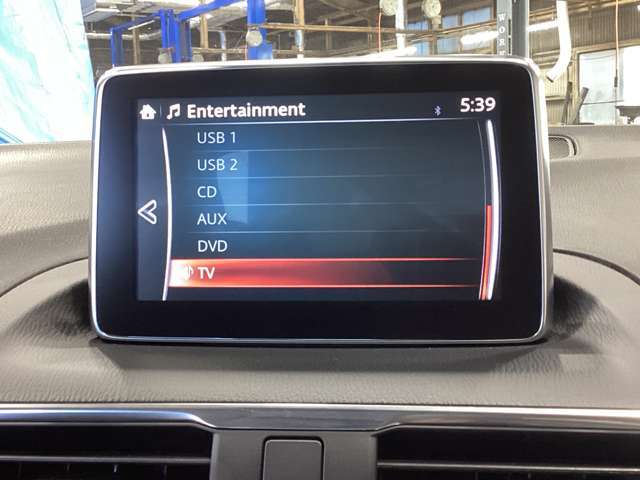 Entertainment 5:39
USB 1
USB 2
CD
AUX
DVD
TV